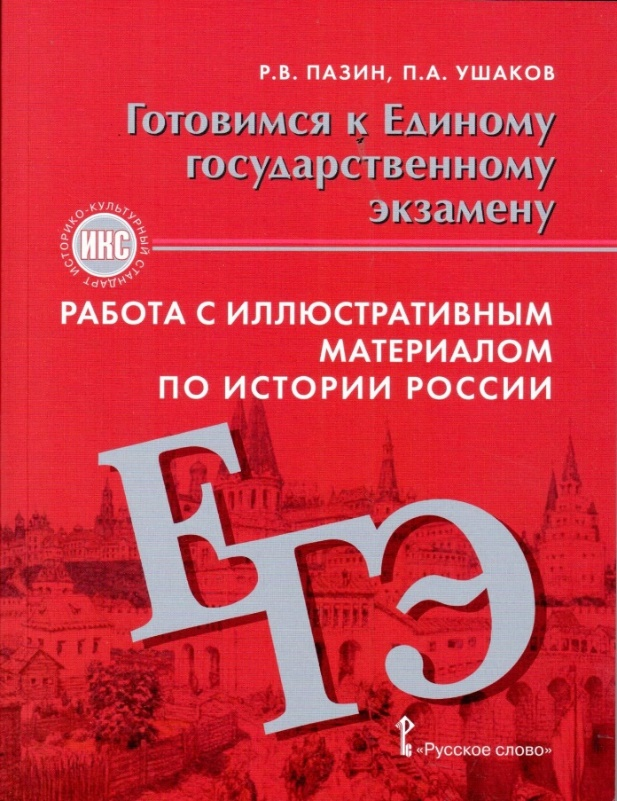 Р.В. ПАЗИН, П.А. УШАКОВ
Готовимся к Единому
государственному
экзамену
ИСТОРИКО-КУЛЬТУРНЫЙ СТАНДАРТ
ИКС
РАБОТА С ИЛЛЮСТРАТИВНЫМ
МАТЕРИАЛОМ
ПО ИСТОРИИ РОССИИ
ЕГЭ
Рс «Русское слово»